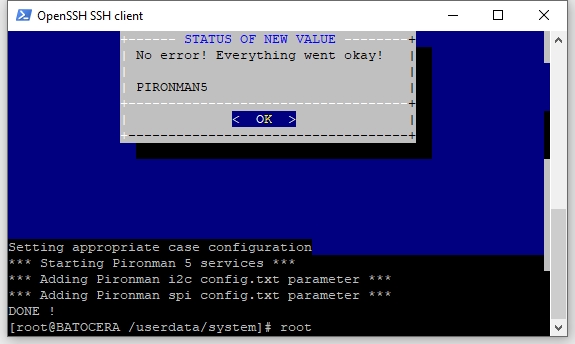 OpenSSH SSH client
STATUS OF NEW VALUE
No error! Everything went okay!
PIRONMAN5
< OK >
Setting appropriate case configuration
*** Starting Pironman 5 services ***
*** Adding Pironman i2c config.txt parameter ***
*** Adding Pironman spi config.txt parameter ***
DONE !
[root@BATOCERA /userdata/system]# root